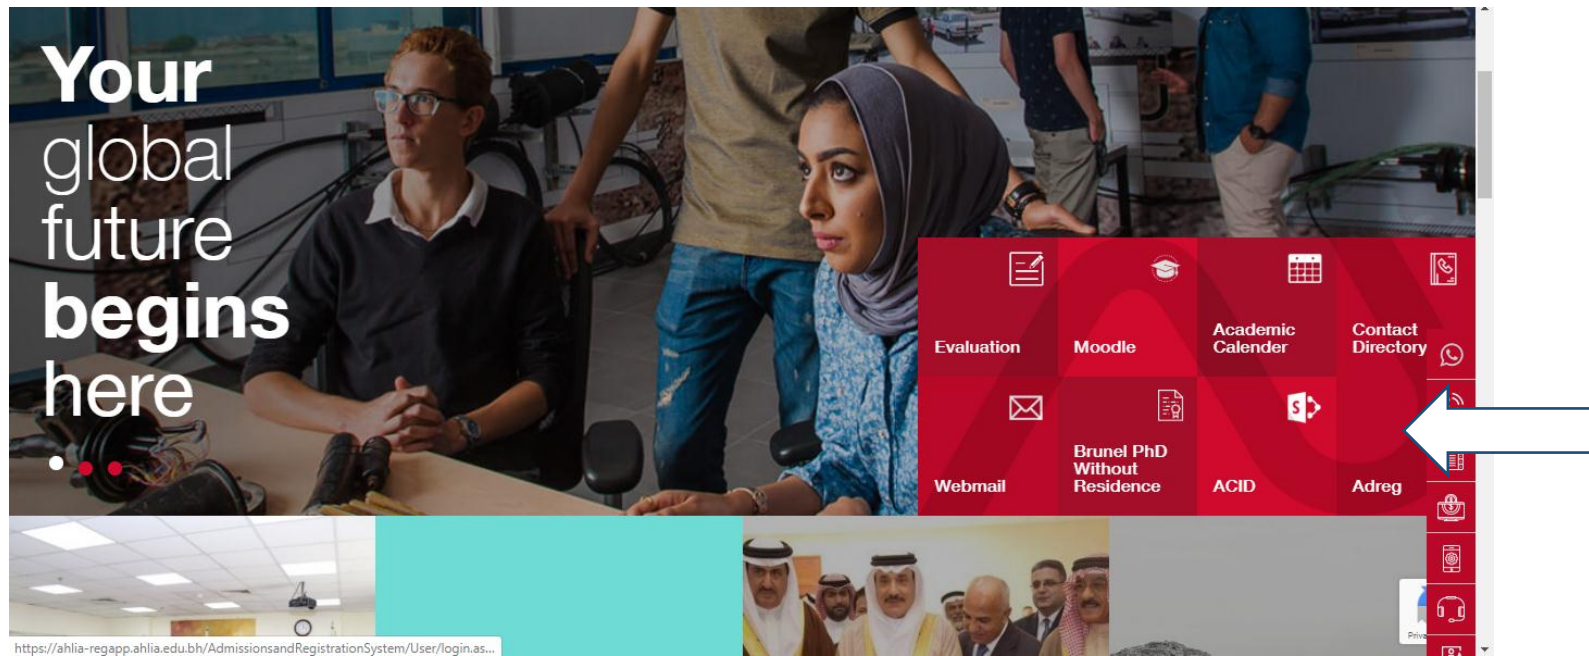 Your
global
future
begins
here
Evaluation
Moodle
Academic
Calender
Contact
Directory
Webmail
Brunel PhD
Without
Residence
ACID
Adreg
https://ahlia-regapp.ahlia.edu.bh/AdmissionsandRegistrationSystem/User/login.as...